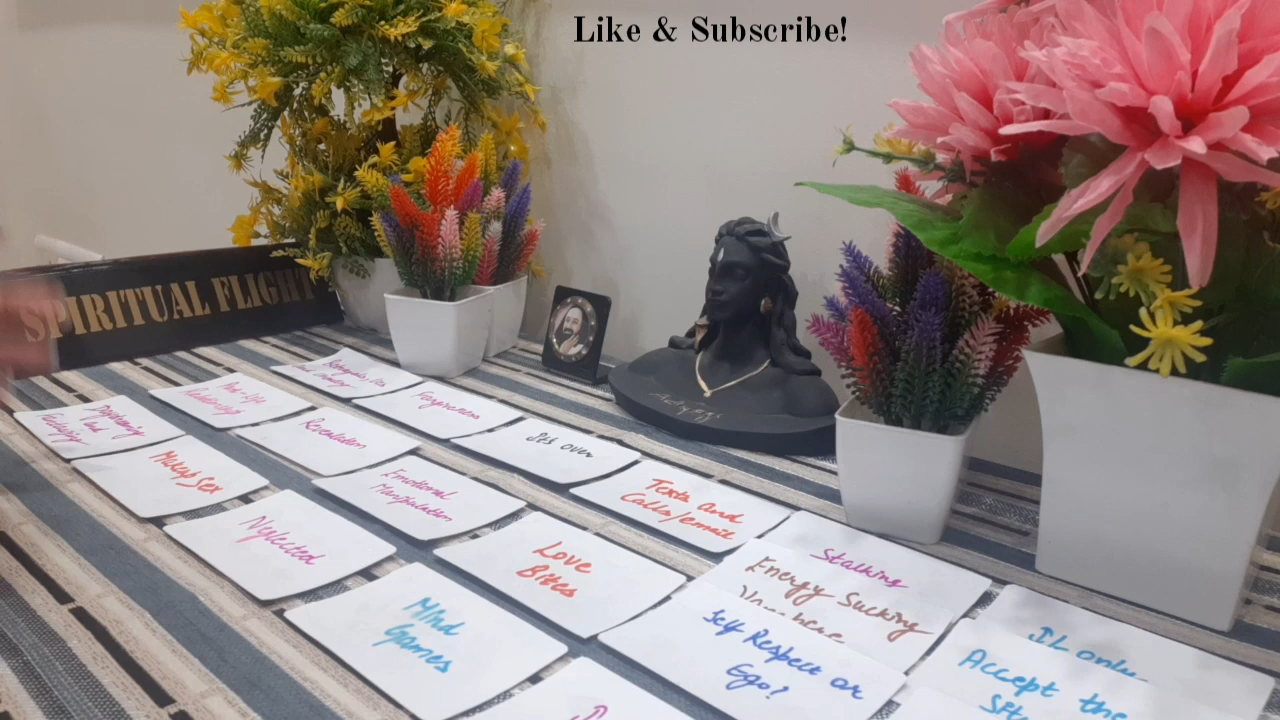 Like & Subscribe!
SPIRITUAL FLIGHT
Forgiveness
Its over
Texts and
Calls/email
Stalking
Energy Sucking
Revelation
Emotional
Manipulation
Love
Bites
Self Respect or
Ego?
Accept the
Makeup Sex
Neglected
Mind
Games